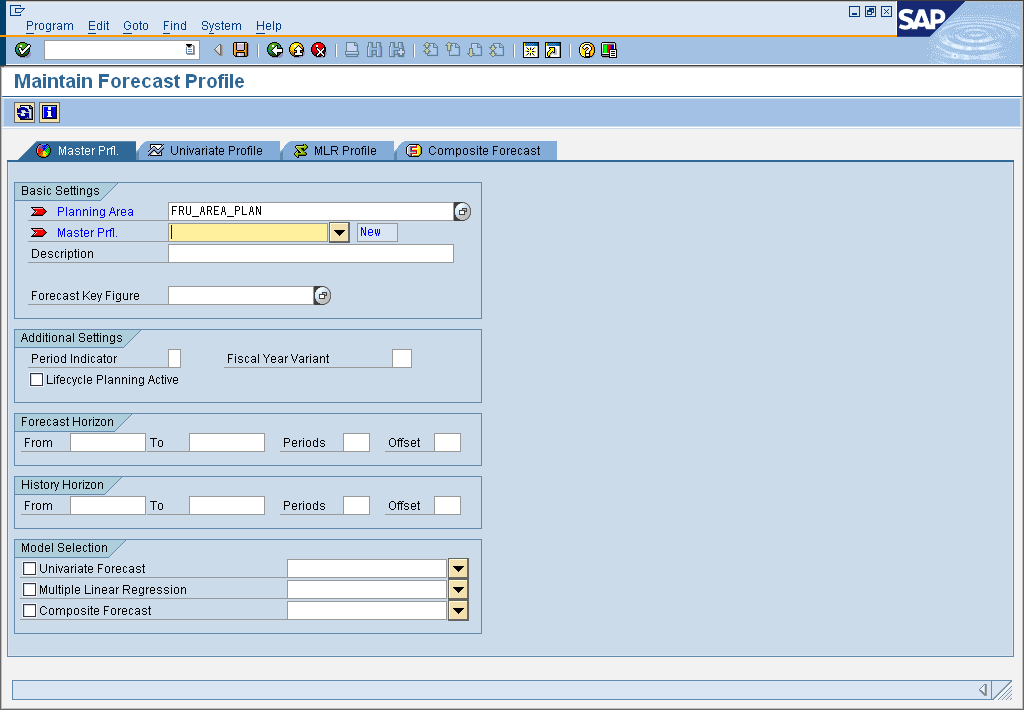 Program Edit Goto Find System Help
SAP
Maintain Forecast Profile
Master Prfl. Univariate Profile MLR Profile Composite Forecast
Basic Settings
Planning Area FRU_AREA_PLAN
Master Prfl. New
Description
Forecast Key Figure
Additional Settings
Period Indicator Fiscal Year Variant
Lifecycle Planning Active
Forecast Horizon
From To Periods Offset
History Horizon
From To Periods Offset
Model Selection
Univariate Forecast
Multiple Linear Regression
Composite Forecast